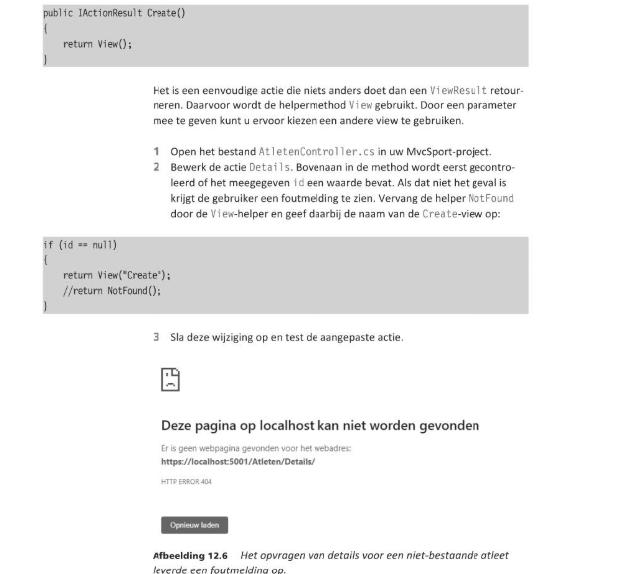 public IActionResult Create()
{
return View();
}
Het is een eenvoudige actie die niets anders doet dan een ViewResult retour-
neren. Daarvoor wordt de helpermethod View gebruikt. Door een parameter
mee te geven kunt u ervoor kiezen een andere view te gebruiken.
1 Open het bestand AtletenController.cs in uw MvcSport-project.
2 Bewerk de actie Details. Bovenaan in de method wordt eerst gecontro-
leerd of het meegegeven id een waarde bevat. Als dat niet het geval is
krijgt de gebruiker een foutmelding te zien. Vervang de helper NotFound
door de View-helper en geef daarbij de naam van de Create-view op:
if (id == null)
{
return View("Create");
//return NotFound();
}
3 Sla deze wijziging op en test de aangepaste actie.
Deze pagina op localhost kan niet worden gevonden
Er is geen webpagina gevonden voor het webadres:
https://localhost:5001/Atleten/Details/
HTTP ERROR 404
Opnieuw laden
Afbeelding 12.6 Het opvragen van details voor een niet-bestaande atleet
leverde een foutmelding op.